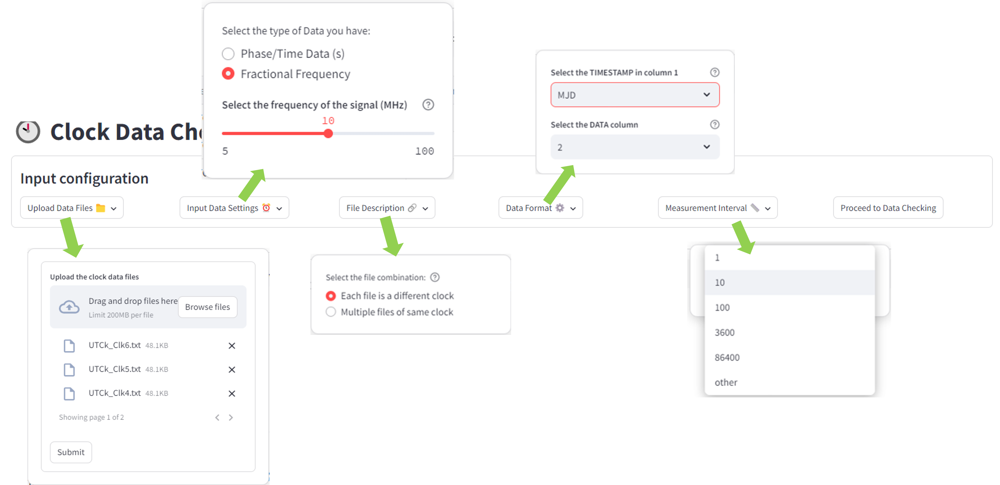 Select the type of Data you have:
Phase/Time Data (s)
Fractional Frequency
Select the frequency of the signal (MHz)
10
5 100
Select the TIMESTAMP in column 1
MJD
Select the DATA column
2
Clock Data
Input configuration
Upload Data Files
Input Data Settings
File Description
Data Format
Measurement Interval
Proceed to Data Checking
Upload the clock data files
Drag and drop files here
Limit 200MB per file
Browse files
UTCk_Clk6.txt 48.1KB
UTCk_Clk5.txt 48.1KB
UTCk_Clk4.txt 48.1KB
Showing page 1 of 2
Submit
Select the file combination:
Each file is a different clock
Multiple files of same clock
1
10
100
3600
86400
other